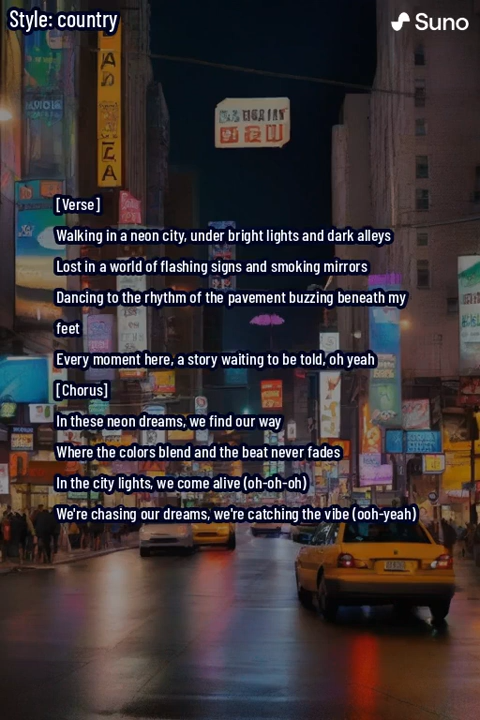 Style: country
Suno
[Verse]
Walking in a neon city, under bright lights and dark alleys
Lost in a world of flashing signs and smoking mirrors
Dancing to the rhythm of the pavement buzzing beneath my
feet
Every moment here, a story waiting to be told, oh yeah
[Chorus]
In these neon dreams, we find our way
Where the colors blend and the beat never fades
In the city lights, we come alive (oh-oh-oh)
We're chasing our dreams, we're catching the vibe (ooh-yeah)